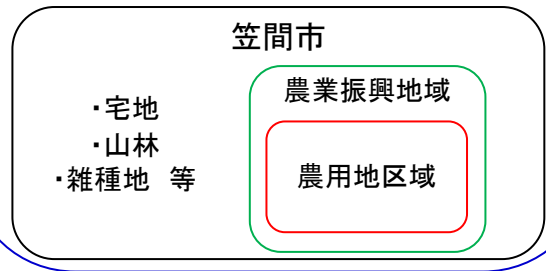 笠間市
農業振興地域
・宅地
・山林
・雑種地　等
農用地区域